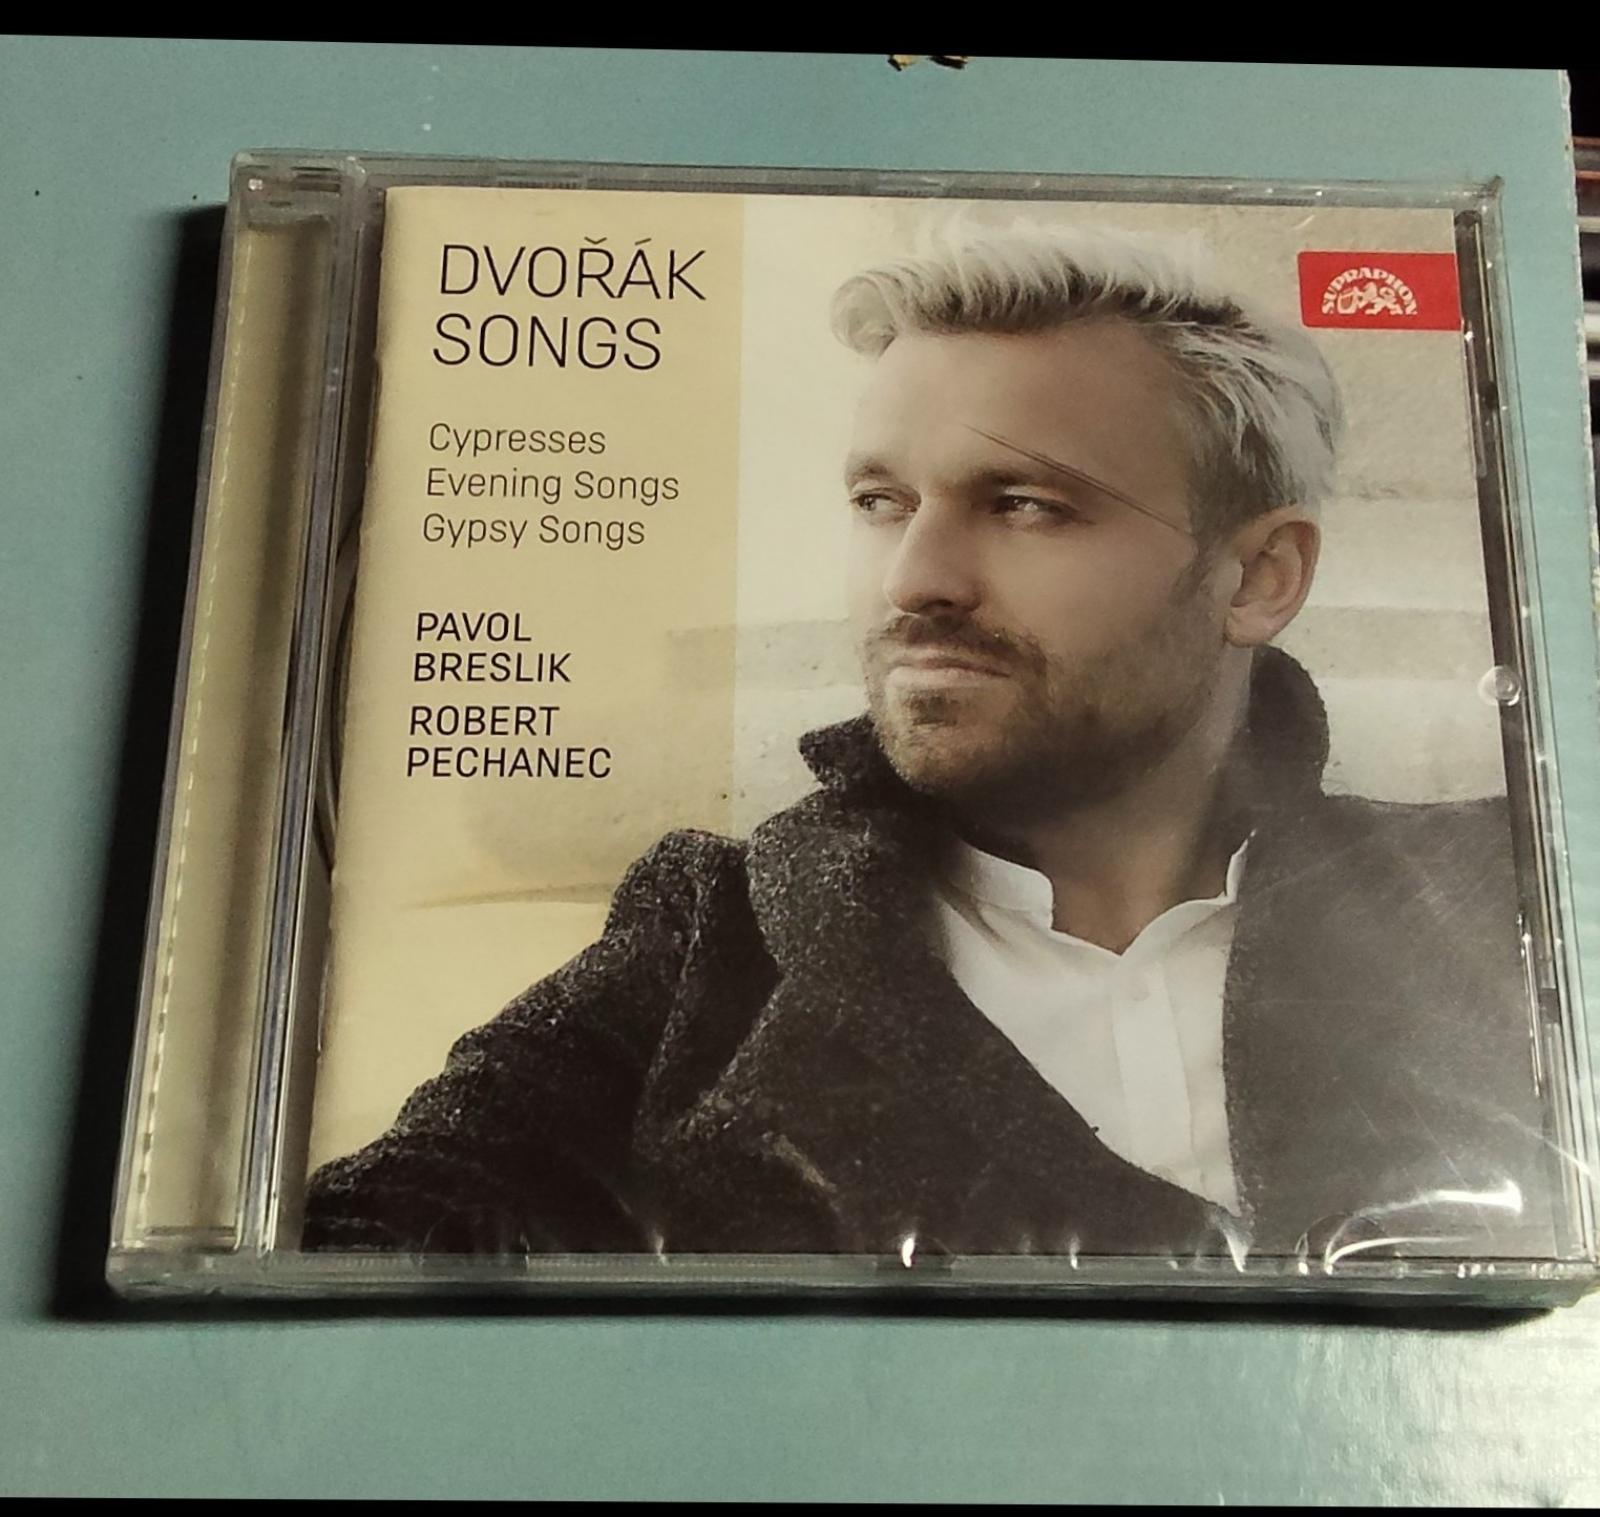 DVOŘÁK
SONGS
Cypresses
Evening Songs
Gypsy Songs
PAVOL
BRESLIK
ROBERT
PECHANEC
SUPRAPHON